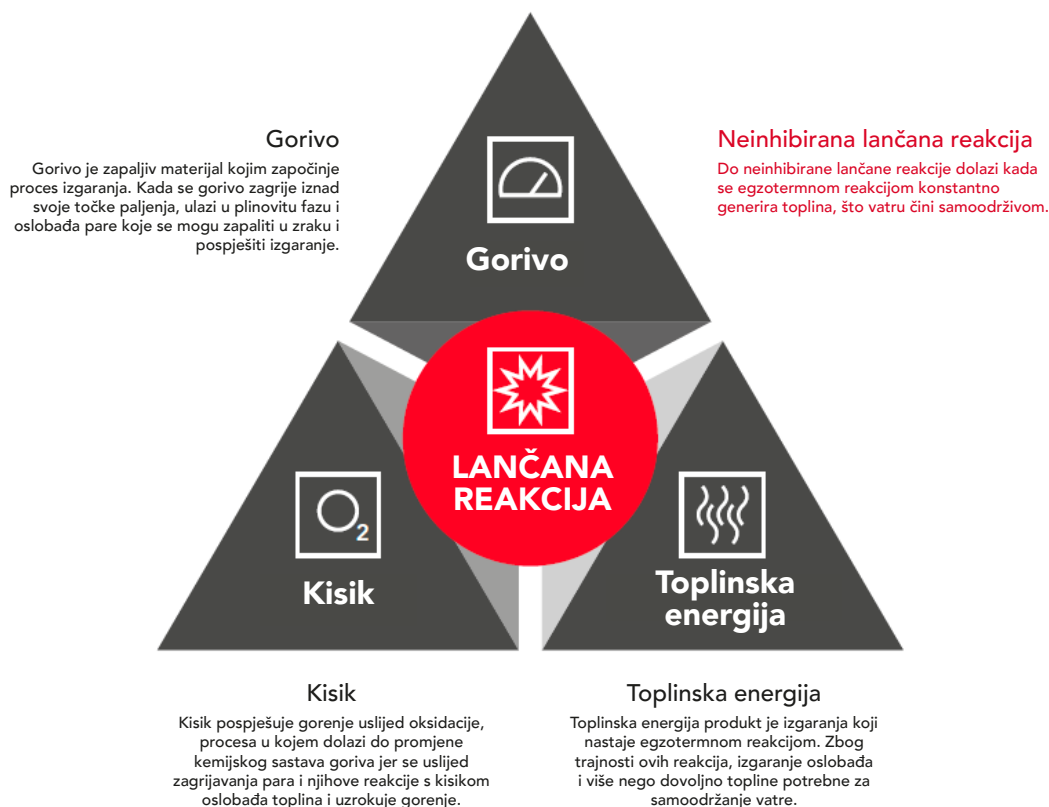 Gorivo
Gorivo je zapaljiv materijal kojim započinje
proces izgaranja. Kada se gorivo zagrije iznad
svoje točke paljenja, ulazi u plinovitu fazu i
oslobađa pare koje se mogu zapaliti u zraku i
pospješiti izgaranje.
Neinhibirana lančana reakcija
Do neinhibirane lančane reakcije dolazi kada
se egzotermnom reakcijom konstantno
generira toplina, što vatru čini samoodrživom.
Gorivo
LANČANA
REAKCIJA
O2
Kisik
Toplinska
energija
Kisik
Kisik pospješuje gorenje uslijed oksidacije,
procesa u kojem dolazi do promjene
kemijskog sastava goriva jer se uslijed
zagrijavanja para i njihove reakcije s kisikom
oslobađa toplina i uzrokuje gorenje.
Toplinska energija
Toplinska energija produkt je izgaranja koji
nastaje egzotermnom reakcijom. Zbog
trajnosti ovih reakcija, izgaranje oslobađa
i više nego dovoljno topline potrebne za
samoodržanje vatre.